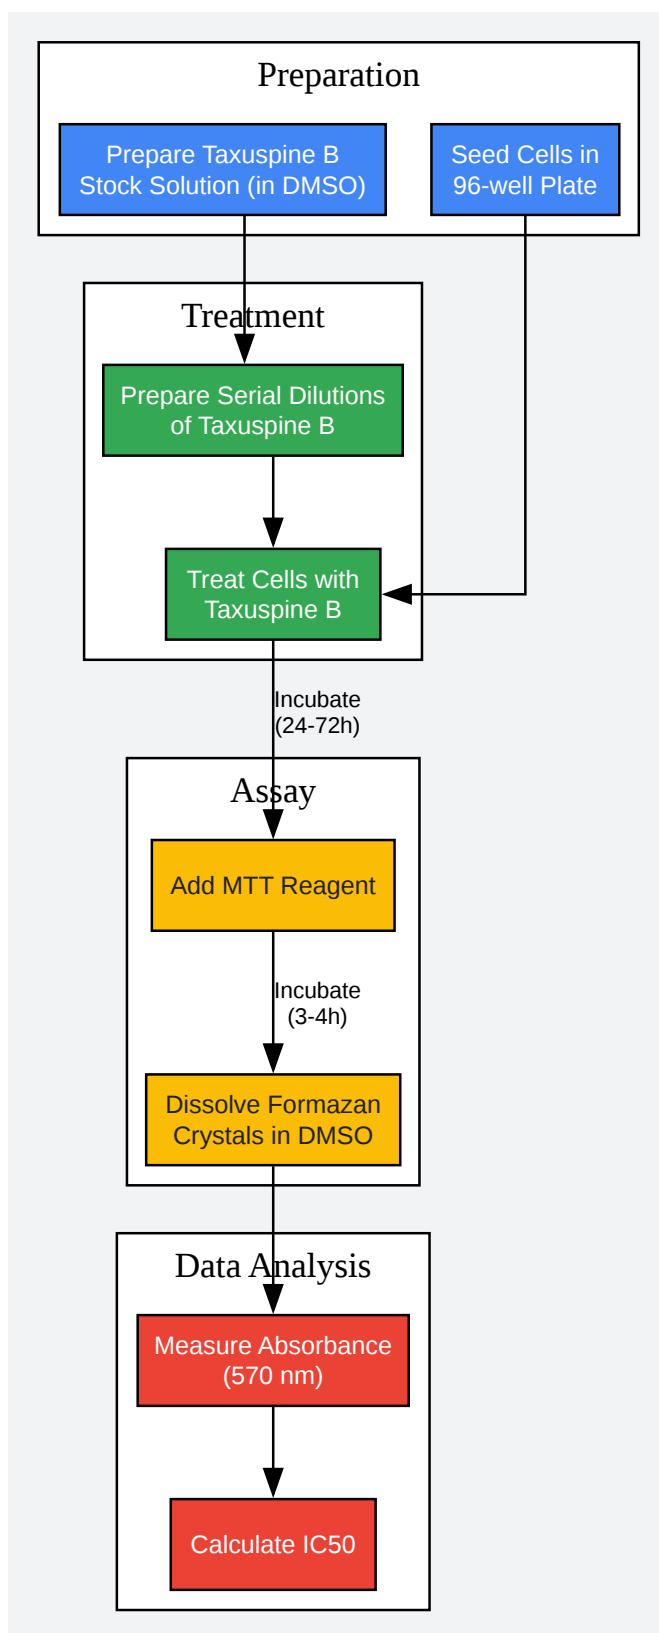 Preparation
Prepare Taxuspine B
Stock Solution (in DMSO)
Seed Cells in
96-well Plate
Treatment
Prepare Serial Dilutions
of Taxuspine B
Treat Cells with
Taxuspine B
Incubate
(24-72h)
Assay
Add MTT Reagent
Incubate
(3-4h)
Dissolve Formazan
Crystals in DMSO
Data Analysis
Measure Absorbance
(570 nm)
Calculate IC50